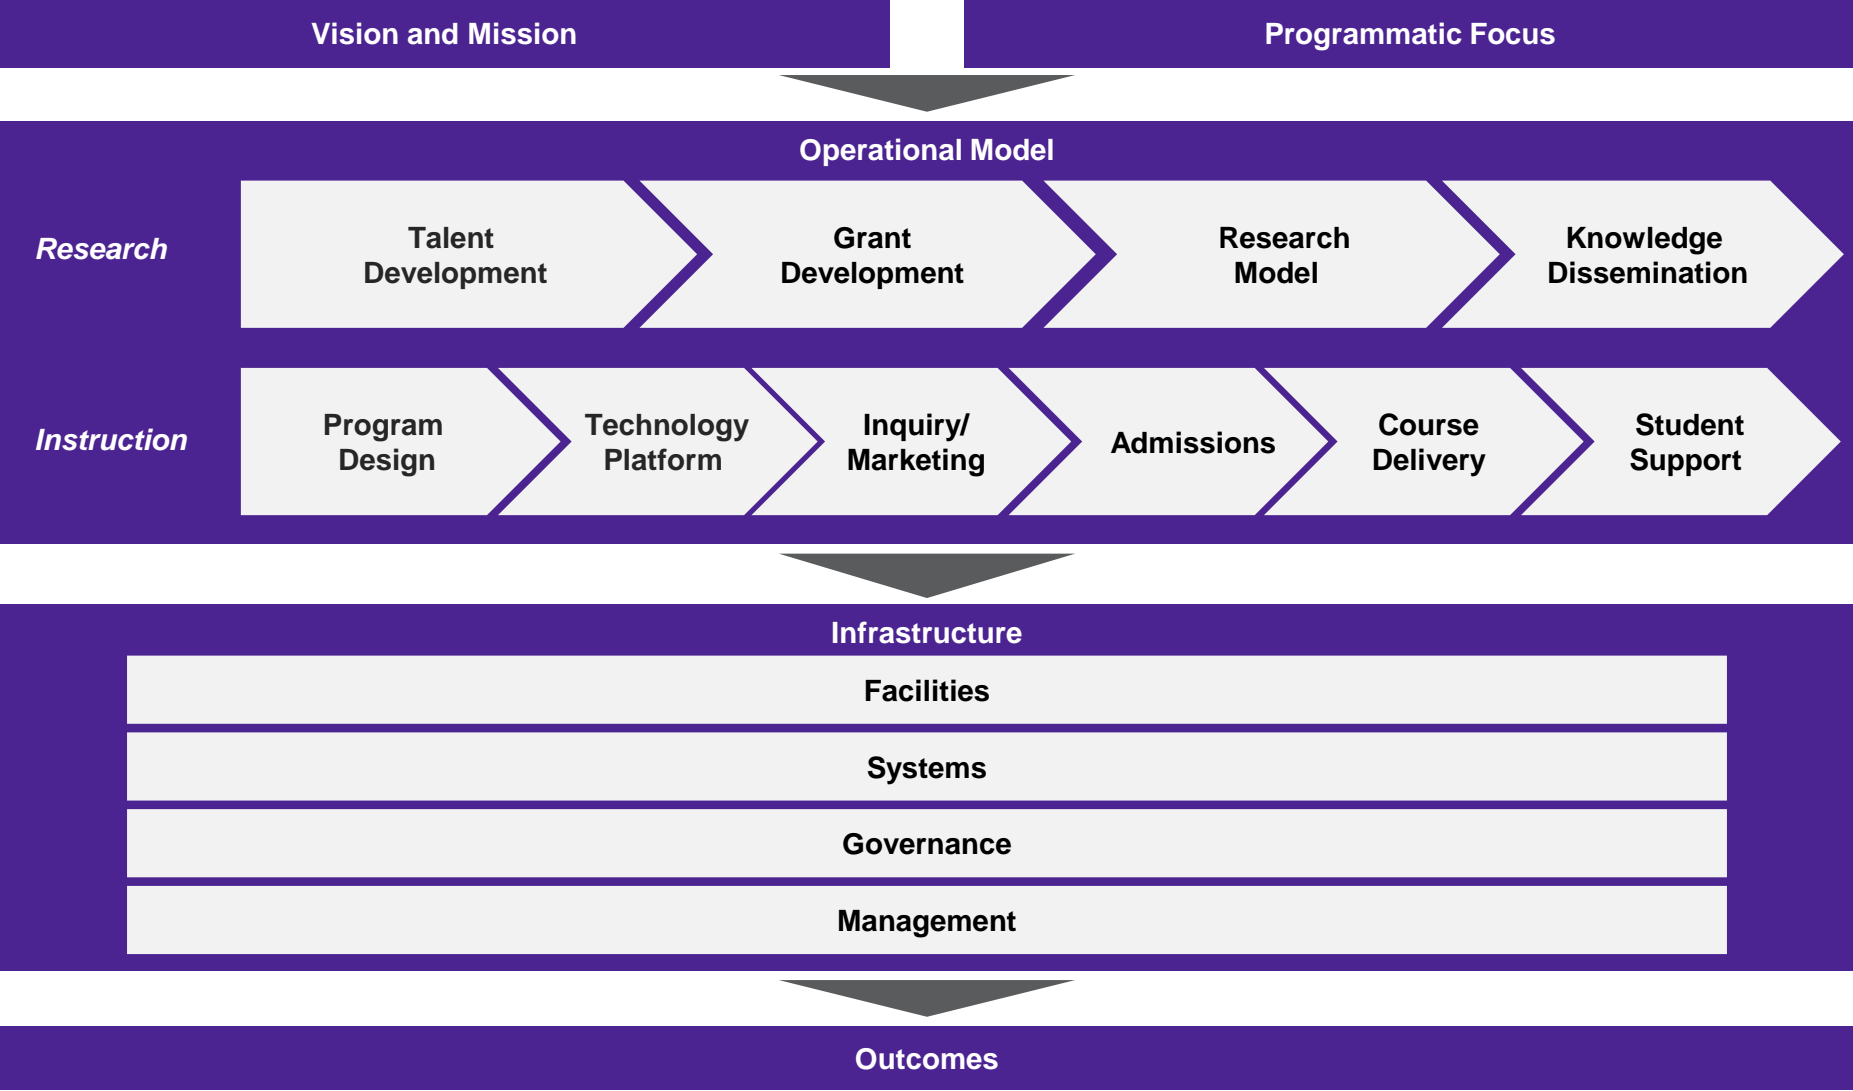 Vision and Mission
Programmatic Focus
Operational Model
Research
Talent
Development
Grant
Development
Research
Model
Knowledge
Dissemination
Instruction
Program
Design
Technology
Platform
Inquiry/
Marketing
Admissions
Course
Delivery
Student
Support
Infrastructure
Facilities
Systems
Governance
Management
Outcomes